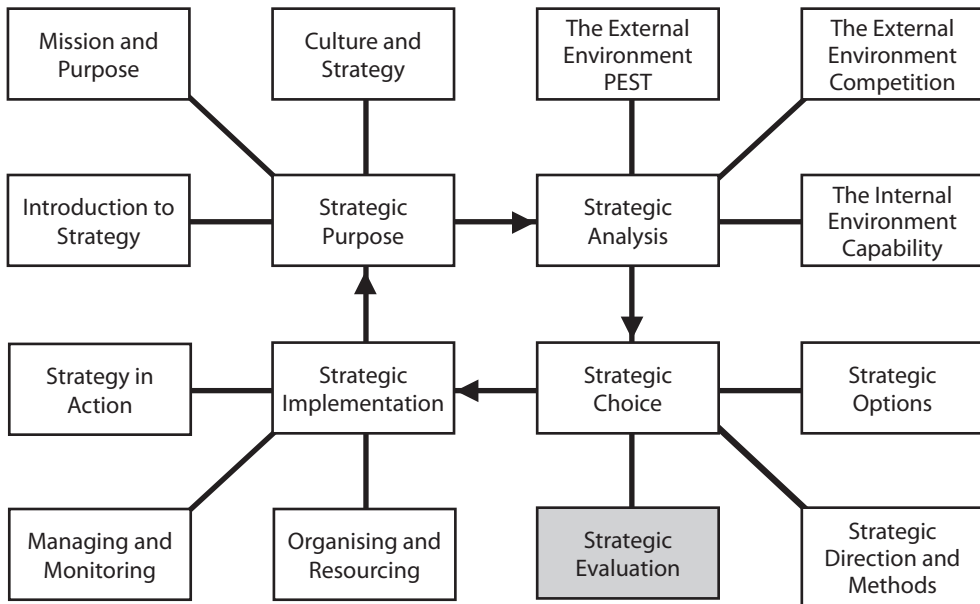 Mission and
Purpose
Culture and
Strategy
The External
Environment
PEST
The External
Environment
Competition
Introduction to
Strategy
Strategic
Purpose
Strategic
Analysis
The Internal
Environment
Capability
Strategy in
Action
Strategic
Implementation
Strategic
Choice
Strategic
Options
Managing and
Monitoring
Organising and
Resourcing
Strategic
Evaluation
Strategic
Direction and
Methods